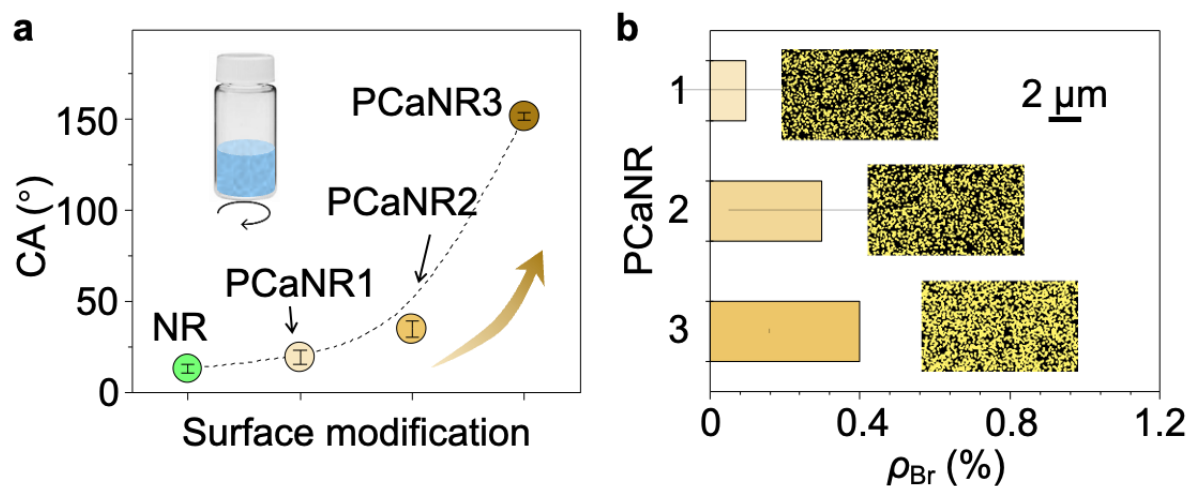 a
CA (°)
150
100
50
0
NR
PCaNR1
PCaNR2
PCaNR3
Surface modification
b
PCaNR
1
2
3
2 μm
0
0.4
0.8
1.2
ρBr (%)